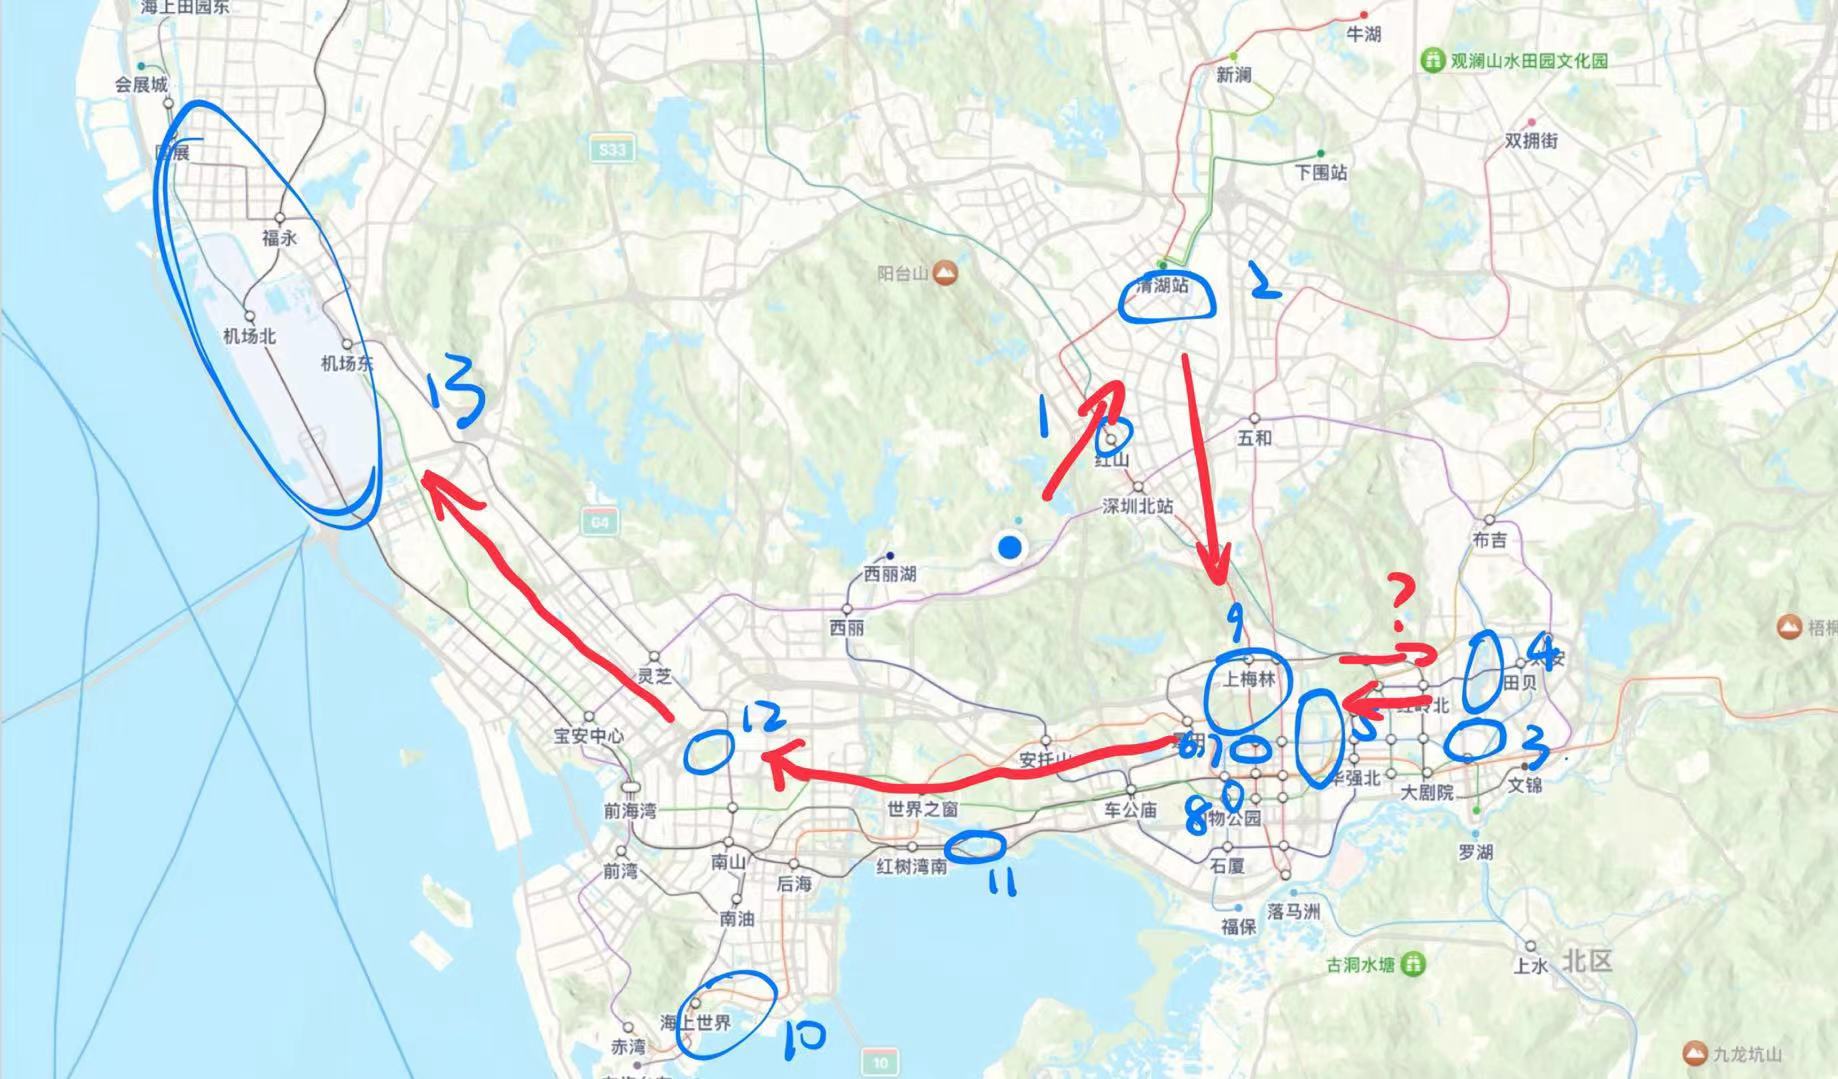 海上田园东
会展城
国展
福永
机场北
机场东
13
S33
阳台山
牛湖
新澜
观澜山水田园文化园
双拥街
下围站
清湖站
2
1
红山
五和
深圳北站
G4
西丽湖
西丽
布吉
?
9
4
上梅林
田贝
红岭北
灵芝
宝安中心
12
安托山
6,7
5
3
华强北
大剧院
文锦
前海湾
世界之窗
车公庙
8
物公园
罗湖
南山
前湾
后海
红树湾南
11
石厦
南油
福保
落马洲
古洞水塘
上水
北区
海上世界
10
赤湾
10
九龙坑山